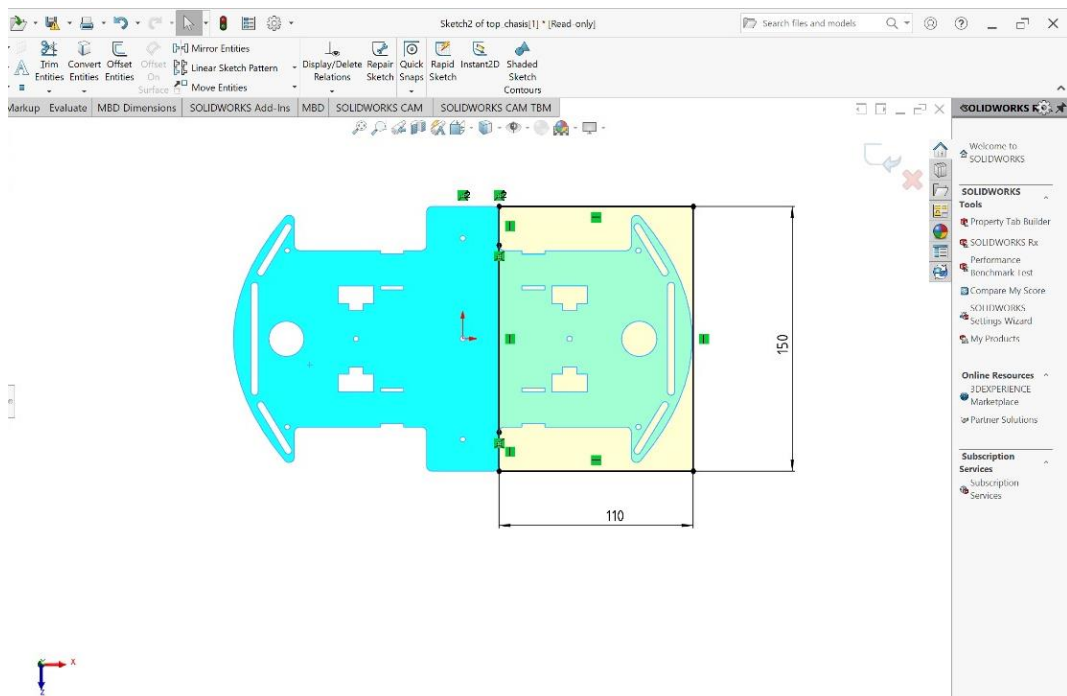 Sketch2 of top_chasis[1] * [Read-only]
Search files and models
Trim Entities
Convert Entities
Offset Entities
Offset On Surface
Mirror Entities
Linear Sketch Pattern
Move Entities
Display/Delete Relations
Repair Sketch
Quick Snaps
Rapid Sketch
Instant2D
Shaded Sketch Contours
Markup Evaluate MBD Dimensions SOLIDWORKS Add-Ins MBD SOLIDWORKS CAM SOLIDWORKS CAM TBM
SOLIDWORKS
Welcome to
SOLIDWORKS
SOLIDWORKS
Tools
Property Tab Builder
SOLIDWORKS Rx
Performance
Benchmark Test
Compare My Score
SOLIDWORKS
Settings Wizard
My Products
Online Resources
3DEXPERIENCE
Marketplace
Partner Solutions
Subscription
Services
Subscription
Services
150
110
X
Z